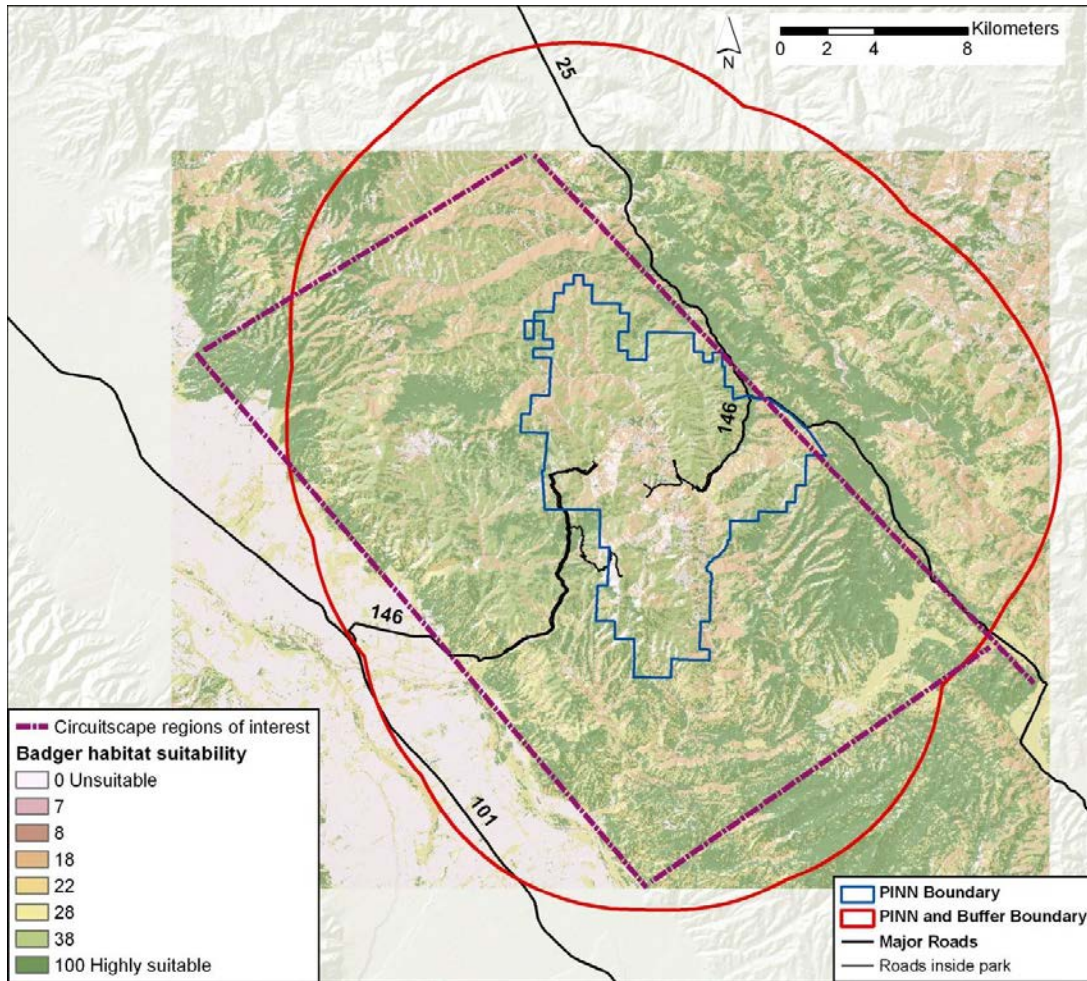 Kilometers
0 2 4 8
N
25
146
146
101
Circuitscape regions of interest
Badger habitat suitability
0 Unsuitable
7
8
18
22
28
38
100 Highly suitable
PINN Boundary
PINN and Buffer Boundary
Major Roads
Roads inside park